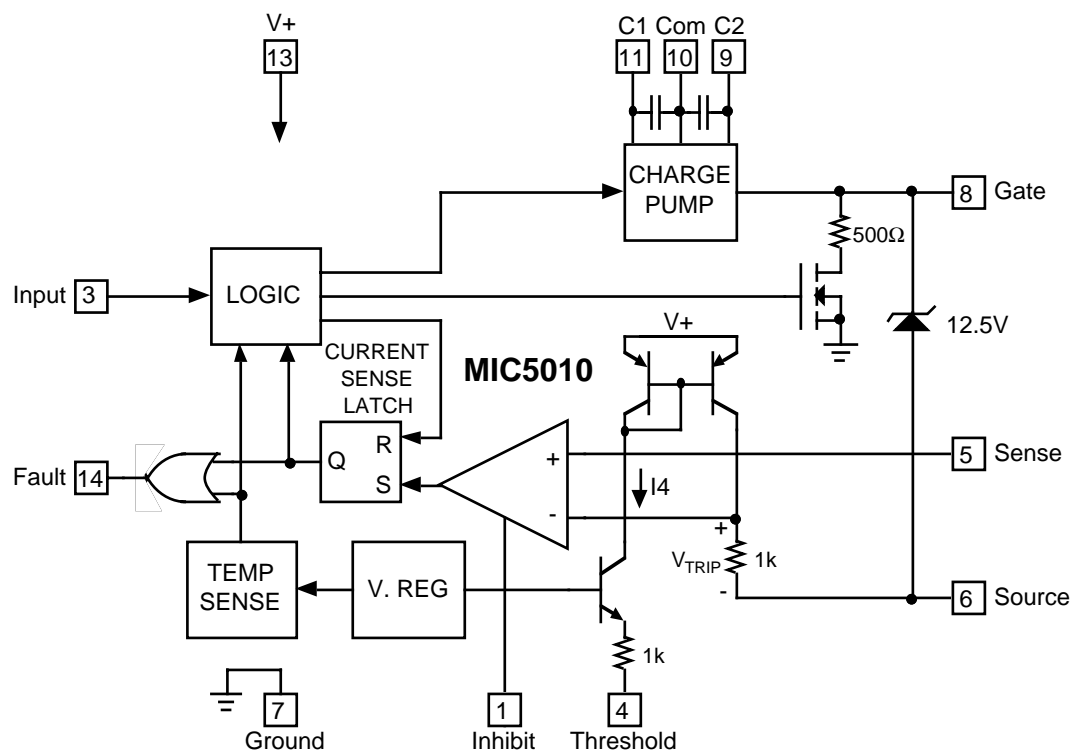 V+
13
C1 Com C2
11 10 9
CHARGE
PUMP
8 Gate
500Ω
Input 3
LOGIC
12.5V
V+
CURRENT
SENSE
LATCH
MIC5010
R
Q
S
+
5 Sense
Fault 14
I4
-
+
VTRIP
1k
-
TEMP
SENSE
V. REG
6 Source
1k
7
Ground
1
Inhibit
4
Threshold